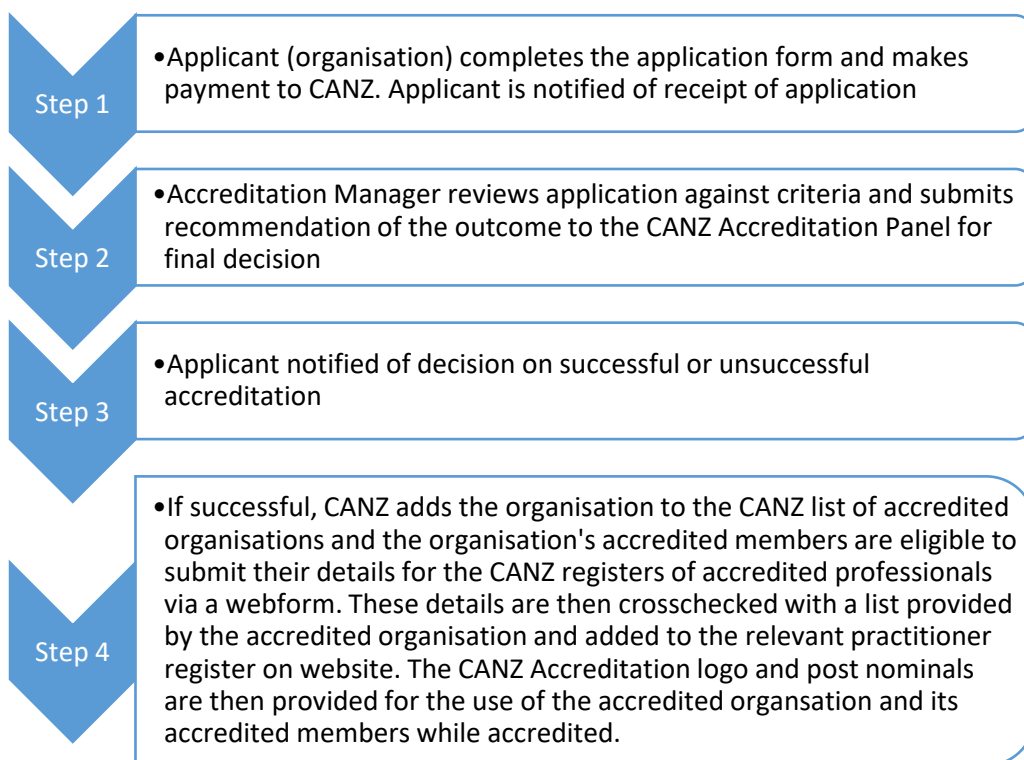 Step 1
•Applicant (organisation) completes the application form and makes
payment to CANZ. Applicant is notified of receipt of application
Step 2
•Accreditation Manager reviews application against criteria and submits
recommendation of the outcome to the CANZ Accreditation Panel for
final decision
Step 3
•Applicant notified of decision on successful or unsuccessful
accreditation
Step 4
•If successful, CANZ adds the organisation to the CANZ list of accredited
organisations and the organisation's accredited members are eligible to
submit their details for the CANZ registers of accredited professionals
via a webform. These details are then crosschecked with a list provided
by the accredited organisation and added to the relevant practitioner
register on website. The CANZ Accreditation logo and post nominals
are then provided for the use of the accredited organsation and its
accredited members while accredited.